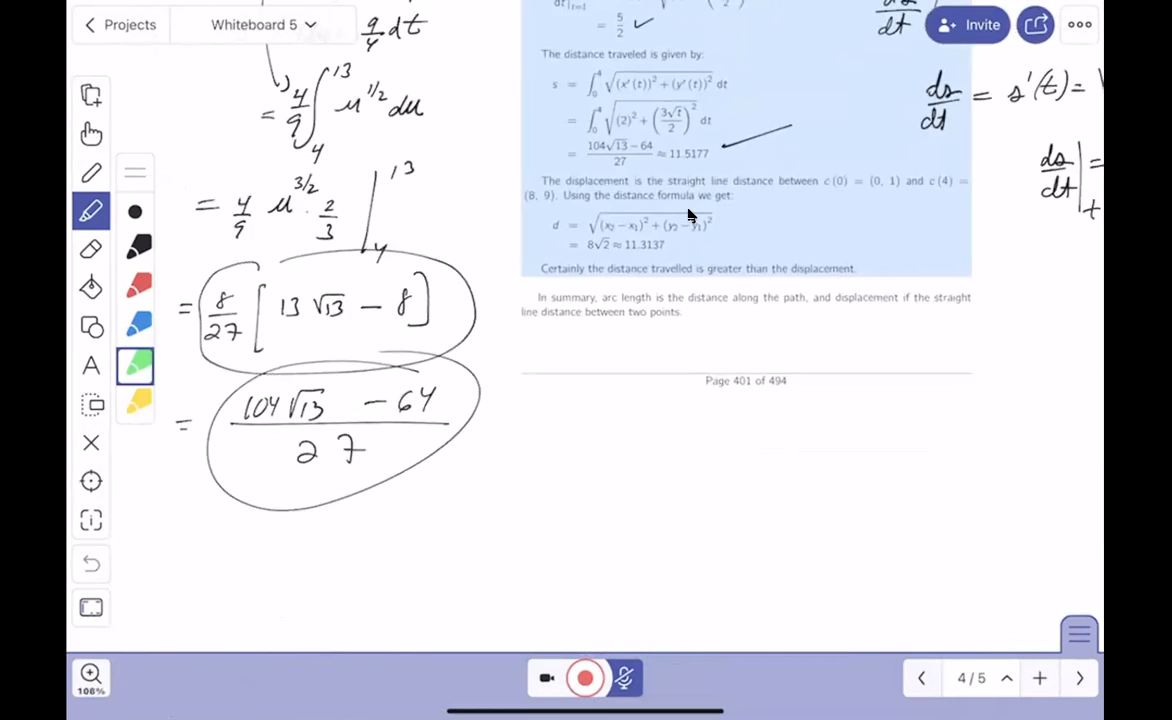 Projects
Whiteboard 5
Invite
9/4 dt
= 4/9 ∫_4^13 u^{1/2} du
= 4/9 u^{3/2} · 2/3 |_4^13
= 8/27 [ 13√13 − 8 ]
= (104√13 − 64)/27
= 5/2
The distance traveled is given by:
s = ∫_0^4 √((x′(t))² + (y′(t))²) dt
= ∫_0^4 √((2)² + (3√t/2)²) dt
= (104√13 − 64)/27 ≈ 11.5177
The displacement is the straight line distance between c(0) = (0, 1) and c(4) =
(8, 9). Using the distance formula we get:
d = √((x₂ − x₁)² + (y₂ − y₁)²)
= 8√2 ≈ 11.3137
Certainly the distance travelled is greater than the displacement.
In summary, arc length is the distance along the path, and displacement if the straight
line distance between two points.
Page 401 of 494
ds/dt = s'(t) =
ds/dt |_t =
A
108%
4/5